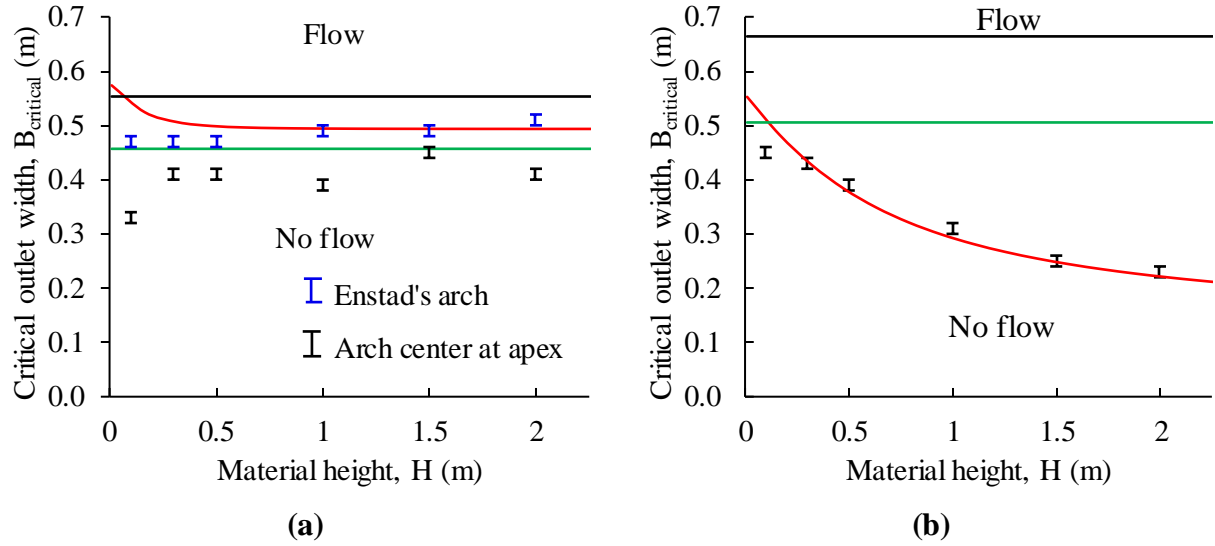 Critical outlet width, B_critical (m)
0.7
0.6
0.5
0.4
0.3
0.2
0.1
0.0
Flow
No flow
Enstad's arch
Arch center at apex
0 0.5 1 1.5 2
Material height, H (m)
(a)
Critical outlet width, B_critical (m)
0.7
0.6
0.5
0.4
0.3
0.2
0.1
0.0
Flow
No flow
0 0.5 1 1.5 2
Material height, H (m)
(b)